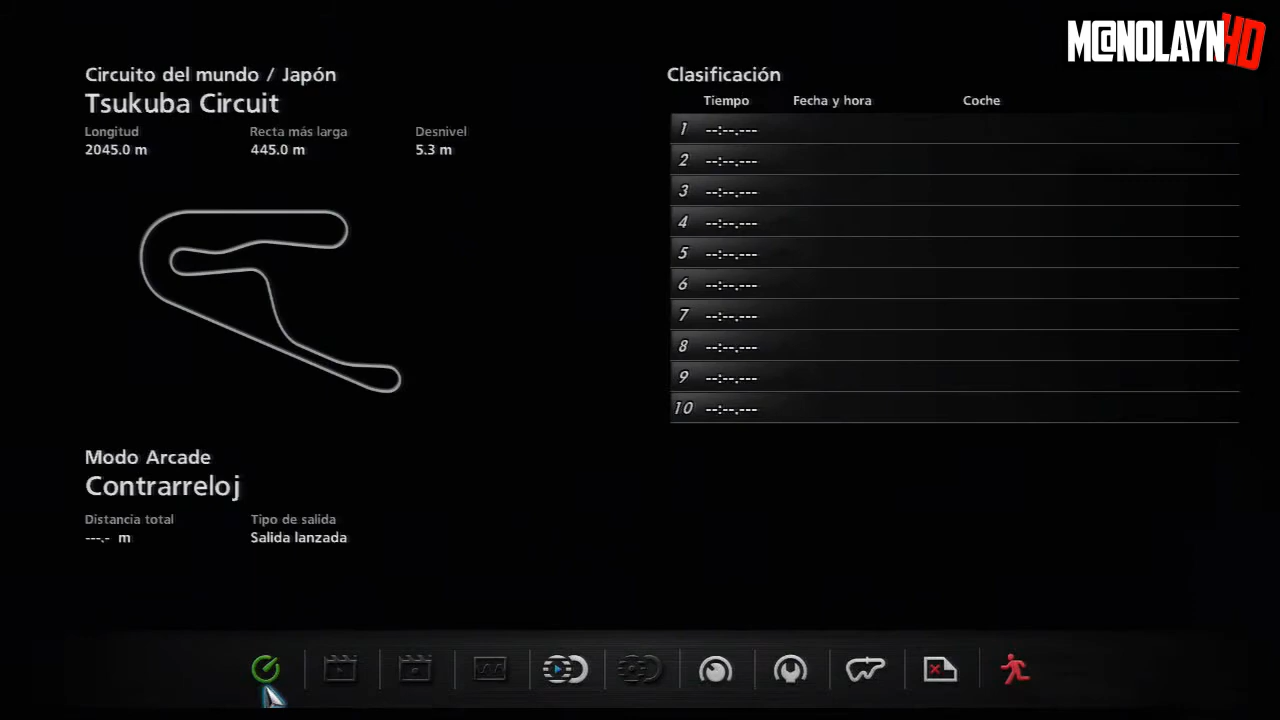 M@NOLAYNHD
Circuito del mundo / Japón
Tsukuba Circuit
Longitud Recta más larga Desnivel
2045.0 m 445.0 m 5.3 m
Modo Arcade
Contrarreloj
Distancia total Tipo de salida
---.- m Salida lanzada
Clasificación
Tiempo Fecha y hora Coche
1 --:--.---
2 --:--.---
3 --:--.---
4 --:--.---
5 --:--.---
6 --:--.---
7 --:--.---
8 --:--.---
9 --:--.---
10 --:--.---